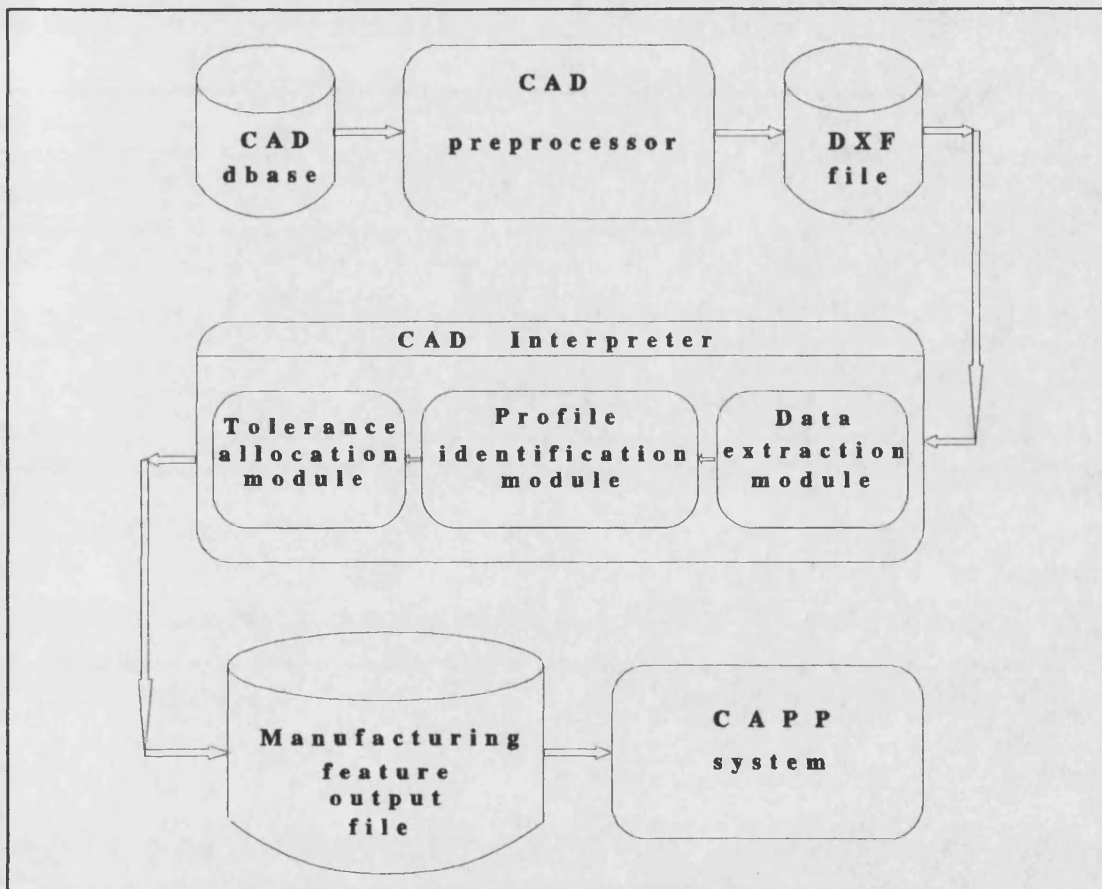 CAD
dbase
CAD
preprocessor
DXF
file
CAD Interpreter
Tolerance
allocation
module
Profile
identification
module
Data
extraction
module
Manufacturing
feature
output
file
CAPP
system